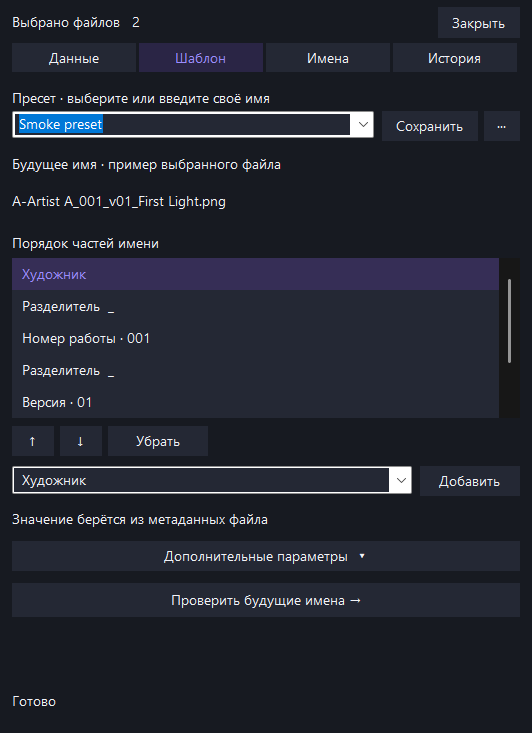 Выбрано файлов 2
Закрыть
Данные Шаблон Имена История
Пресет · выберите или введите своё имя
Smoke preset Сохранить ...
Будущее имя · пример выбранного файла
A-Artist A_001_v01_First Light.png
Порядок частей имени
Художник
Разделитель _
Номер работы · 001
Разделитель _
Версия · 01
↑ ↓ Убрать
Художник Добавить
Значение берётся из метаданных файла
Дополнительные параметры ▾
Проверить будущие имена →
Готово